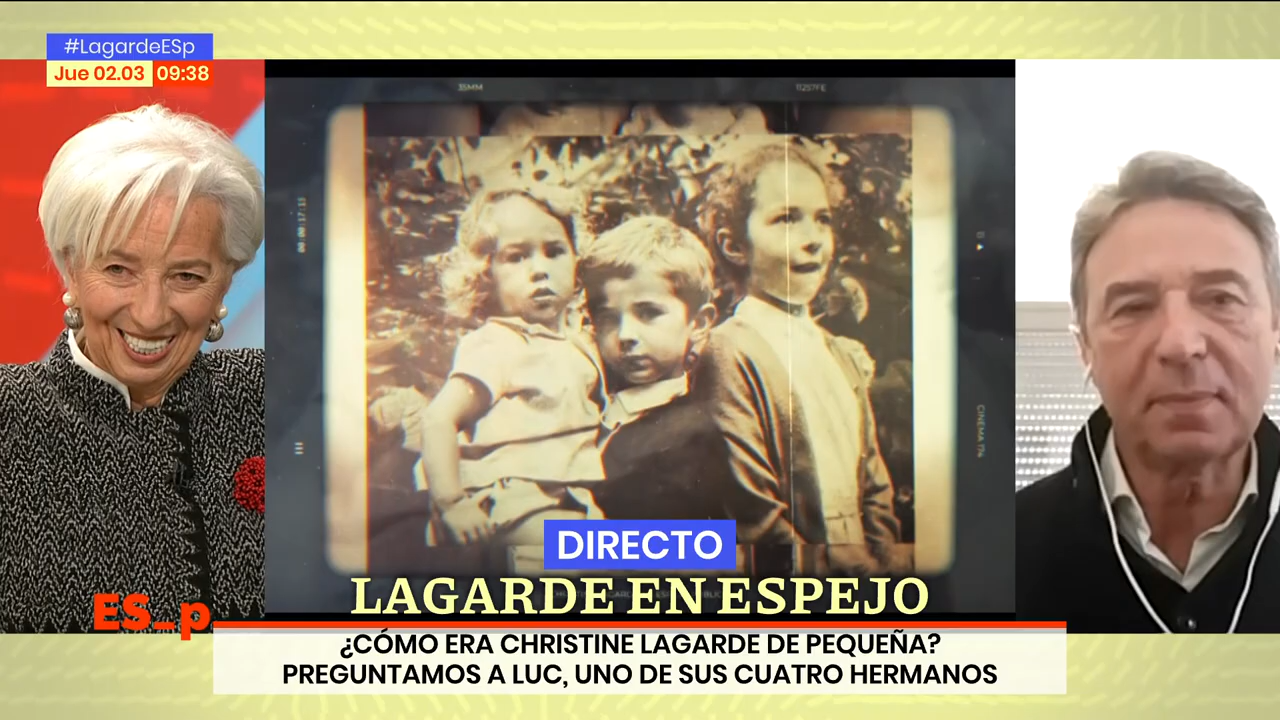 #LagardeESp
Jue 02.03 09:38
35MM
DIRECTO
LAGARDE EN ESPEJO
ES_p
¿CÓMO ERA CHRISTINE LAGARDE DE PEQUEÑA?
PREGUNTAMOS A LUC, UNO DE SUS CUATRO HERMANOS